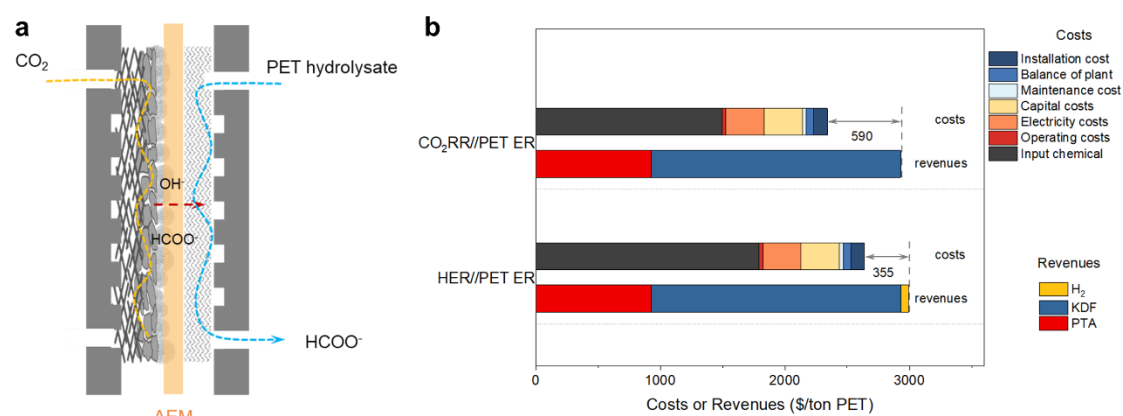 a
CO₂
PET hydrolysate
OH⁻
HCOO⁻
HCOO⁻
AEM
b
Costs
Installation cost
Balance of plant
Maintenance cost
Capital costs
Electricity costs
Operating costs
Input chemical
costs
590
CO₂RR//PET ER
revenues
costs
355
HER//PET ER
revenues
Revenues
H₂
KDF
PTA
0
1000
2000
3000
Costs or Revenues ($/ton PET)